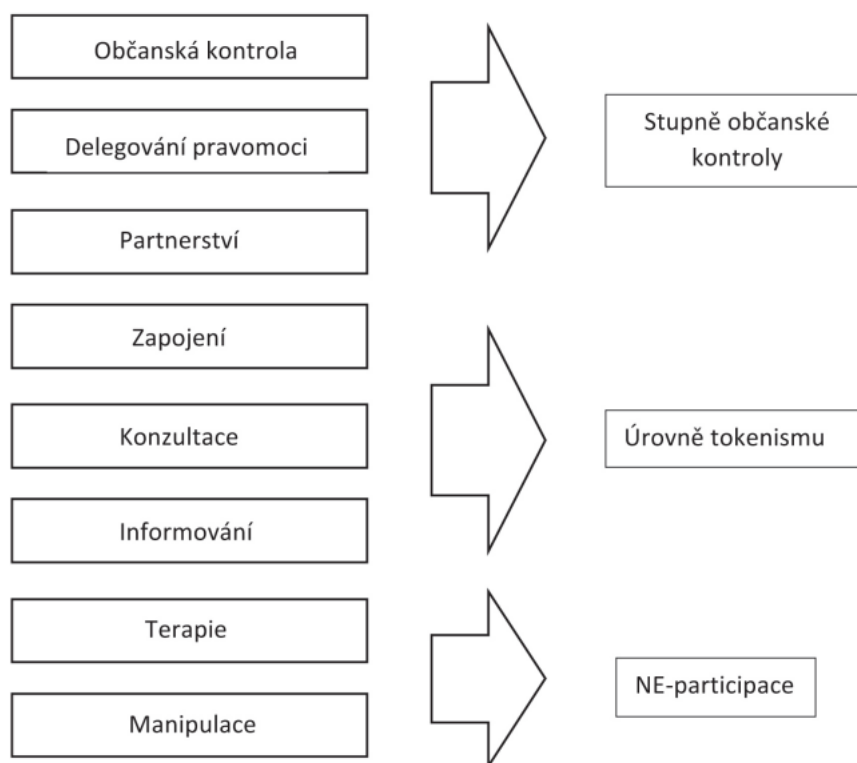 Občanská kontrola
Delegování pravomoci
Partnerství
Zapojení
Konzultace
Informování
Terapie
Manipulace
Stupně občanské
kontroly
Úrovně tokenismu
NE-participace